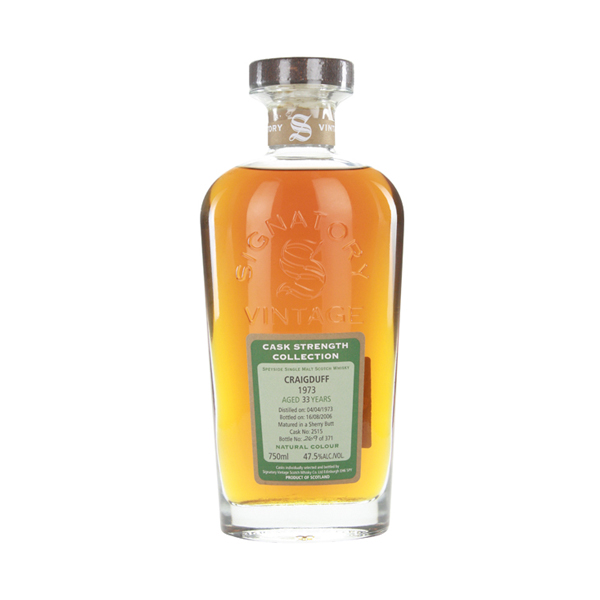 S
SIGNATORY
S
VINTAGE
CASK STRENGTH
COLLECTION
SPEYSIDE SINGLE MALT SCOTCH WHISKY
CRAIGDUFF
1973
AGED 33 YEARS
Distilled on: 04/04/1973
Bottled on: 16/08/2006
Matured in a Sherry Butt
Cask No: 2515
Bottle No: 269 of 371
NATURAL COLOUR
750ml 47.5%ALC./VOL.
Casks individually selected and bottled by
Signatory Vintage Scotch Whisky Co. Ltd Edinburgh
PRODUCT OF SCOTLAND